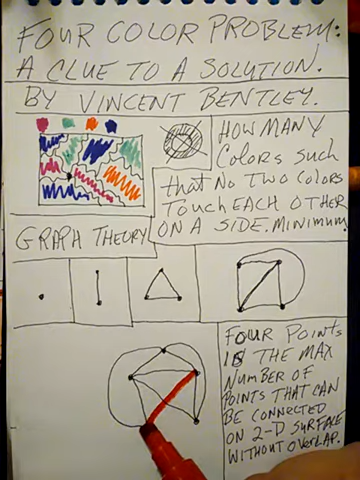 FOUR COLOR PROBLEM:
A CLUE TO A SOLUTION.
BY VINCENT BENTLEY.
HOW MANY
COLORS SUCH
that NO TWO COLORS
TOUCH EACH OTHER
ON A SIDE. MINIMUM
GRAPH THEORY
FOUR POINTS
IS THE MAX
NUMBER OF
POINTS THAT CAN
BE CONNECTED
ON 2-D SURFACE
WITHOUT OVERLAP.